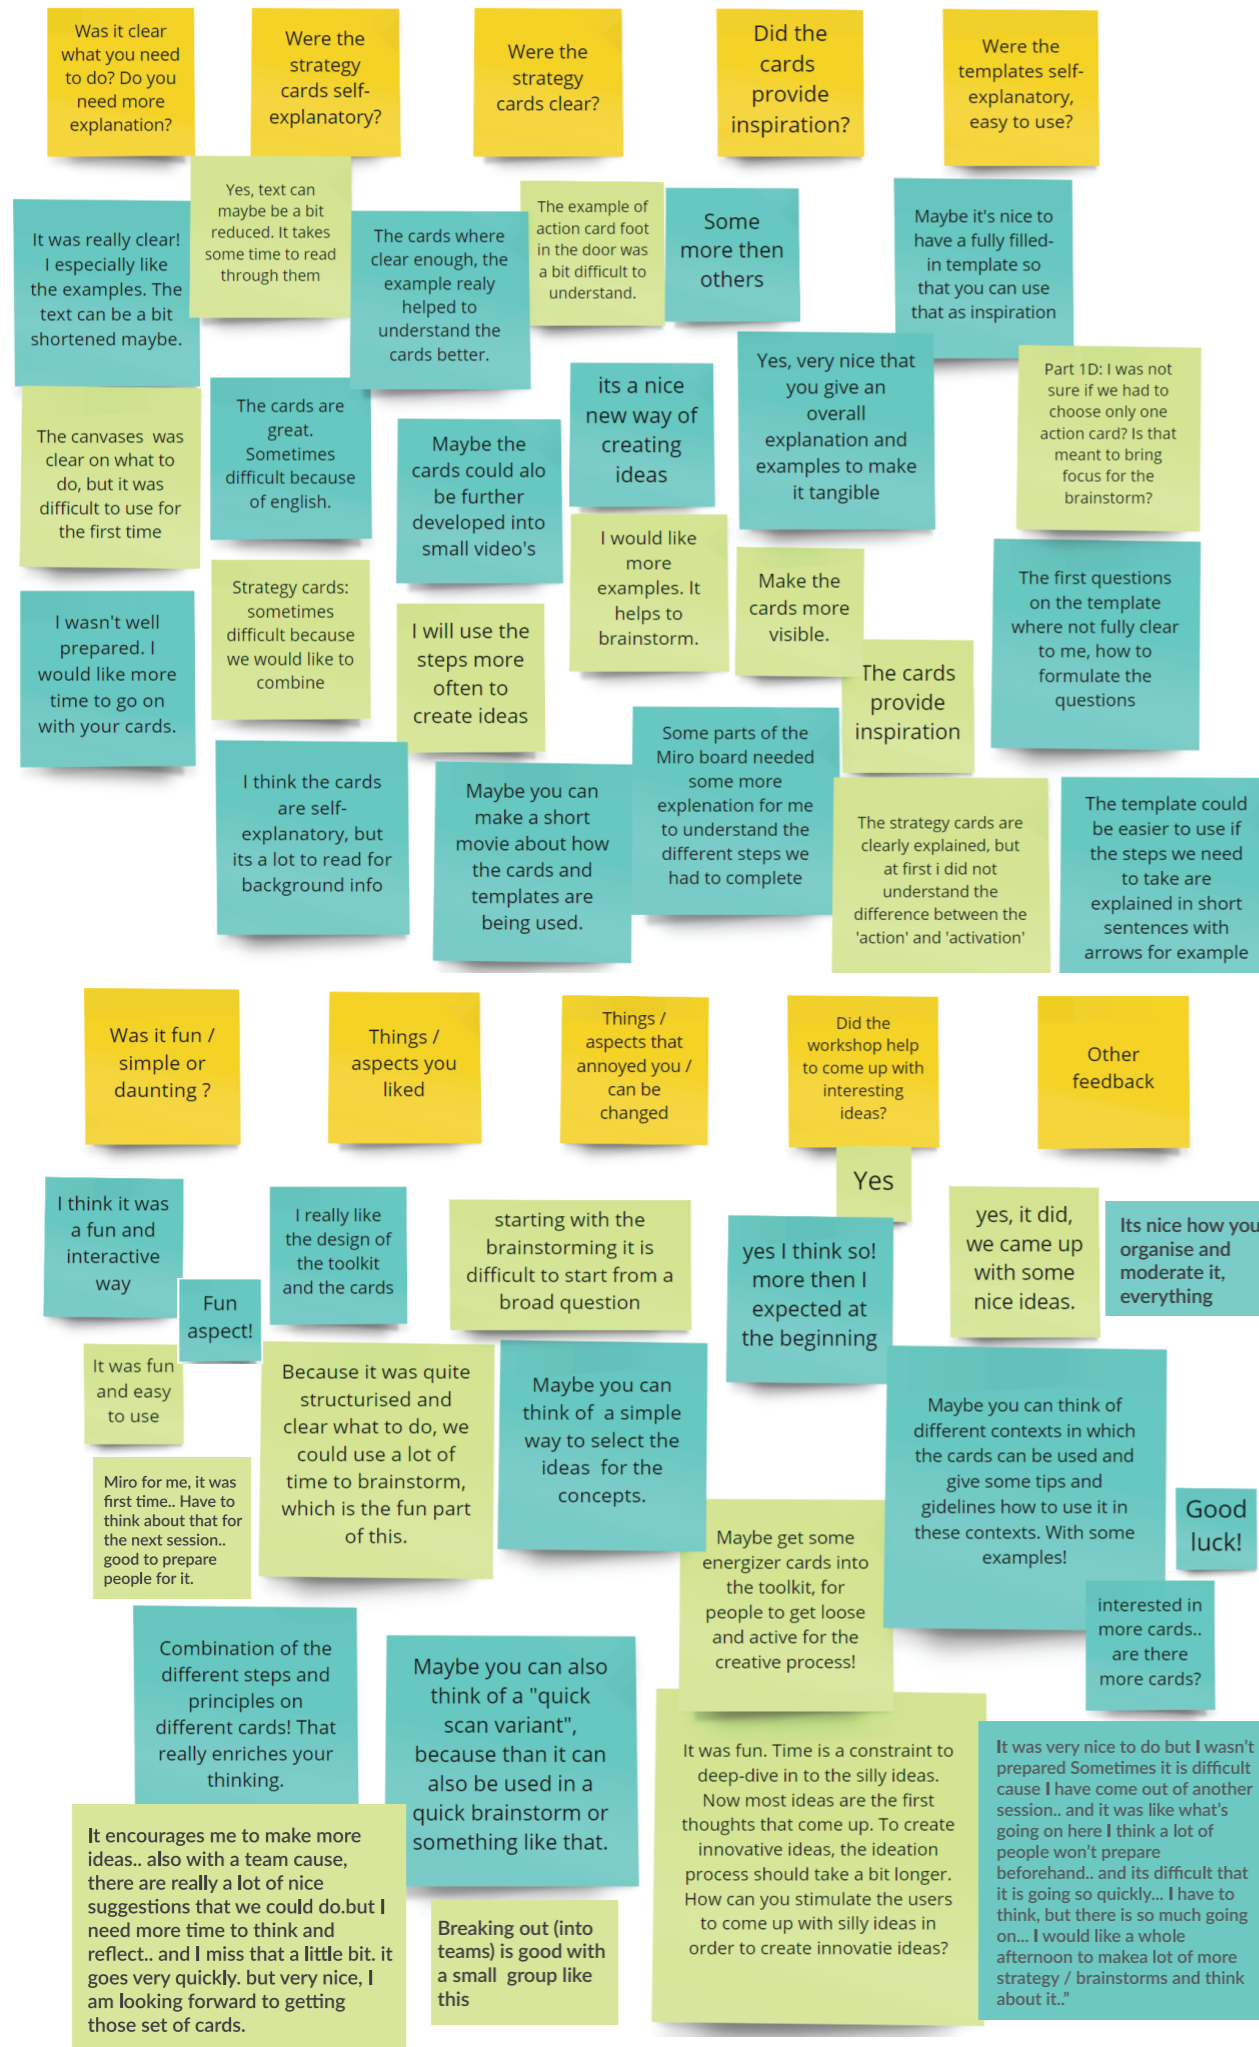 Was it clear
what you need
to do? Do you
need more
explanation?
Were the
strategy
cards self-
explanatory?
Were the
strategy
cards clear?
Did the
cards
provide
inspiration?
Were the
templates self-
explanatory,
easy to use?
It was really clear!
I especially like
the examples. The
text can be a bit
shortened maybe.
Yes, text can
maybe be a bit
reduced. It takes
some time to read
through them
The cards where
clear enough, the
example realy
helped to
understand the
cards better.
The example of
action card foot
in the door was
a bit difficult to
understand.
Some
more then
others
Maybe it's nice to
have a fully filled-
in template so
that you can use
that as inspiration
The canvases was
clear on what to
do, but it was
difficult to use for
the first time
The cards are
great.
Sometimes
difficult because
of english.
Maybe the
cards could alo
be further
developed into
small video's
its a nice
new way of
creating
ideas
Yes, very nice that
you give an
overall
explanation and
examples to make
it tangible
Part 1D: I was not
sure if we had to
choose only one
action card? Is that
meant to bring
focus for the
brainstorm?
I wasn't well
prepared. I
would like more
time to go on
with your cards.
Strategy cards:
sometimes
difficult because
we would like to
combine
I will use the
steps more
often to
create ideas
I would like
more
examples. It
helps to
brainstorm.
Make the
cards more
visible.
The cards
provide
inspiration
The first questions
on the template
where not fully clear
to me, how to
formulate the
questions
I think the cards
are self-
explanatory, but
its a lot to read for
background info
Maybe you can
make a short
movie about how
the cards and
templates are
being used.
Some parts of the
Miro board needed
some more
explenation for me
to understand the
different steps we
had to complete
The strategy cards are
clearly explained, but
at first i did not
understand the
difference between the
'action' and 'activation'
The template could
be easier to use if
the steps we need
to take are
explained in short
sentences with
arrows for example
Was it fun /
simple or
daunting ?
Things /
aspects you
liked
Things /
aspects that
annoyed you /
can be
changed
Did the
workshop help
to come up with
interesting
ideas?
Other
feedback
I think it was
a fun and
interactive
way
Fun
aspect!
It was fun
and easy
to use
Miro for me, it was
first time.. Have to
think about that for
the next session..
good to prepare
people for it.
I really like
the design of
the toolkit
and the cards
Because it was quite
structurised and
clear what to do, we
could use a lot of
time to brainstorm,
which is the fun part
of this.
starting with the
brainstorming it is
difficult to start from a
broad question
Maybe you can
think of a simple
way to select the
ideas for the
concepts.
Yes
yes I think so!
more then I
expected at
the beginning
yes, it did,
we came up
with some
nice ideas.
Its nice how you
organise and
moderate it,
everything
Maybe you can think of
different contexts in which
the cards can be used and
give some tips and
gidelines how to use it in
these contexts. With some
examples!
Good
luck!
Maybe get some
energizer cards into
the toolkit, for
people to get loose
and active for the
creative process!
interested in
more cards..
are there
more cards?
Combination of the
different steps and
principles on
different cards! That
really enriches your
thinking.
Maybe you can also
think of a "quick
scan variant",
because than it can
also be used in a
quick brainstorm or
something like that.
It was fun. Time is a constraint to
deep-dive in to the silly ideas.
Now most ideas are the first
thoughts that come up. To create
innovative ideas, the ideation
process should take a bit longer.
How can you stimulate the users
to come up with silly ideas in
order to create innovatie ideas?
It was very nice to do but I wasn't
prepared Sometimes it is difficult
cause I have come out of another
session.. and it was like what's
going on here I think a lot of
people won't prepare
beforehand.. and its difficult that
it is going so quickly... I have to
think, but there is so much going
on... I would like a whole
afternoon to makea lot of more
strategy / brainstorms and think
about it.."
It encourages me to make more
ideas.. also with a team cause,
there are really a lot of nice
suggestions that we could do.but I
need more time to think and
reflect.. and I miss that a little bit. it
goes very quickly. but very nice, I
am looking forward to getting
those set of cards.
Breaking out (into
teams) is good with
a small group like
this